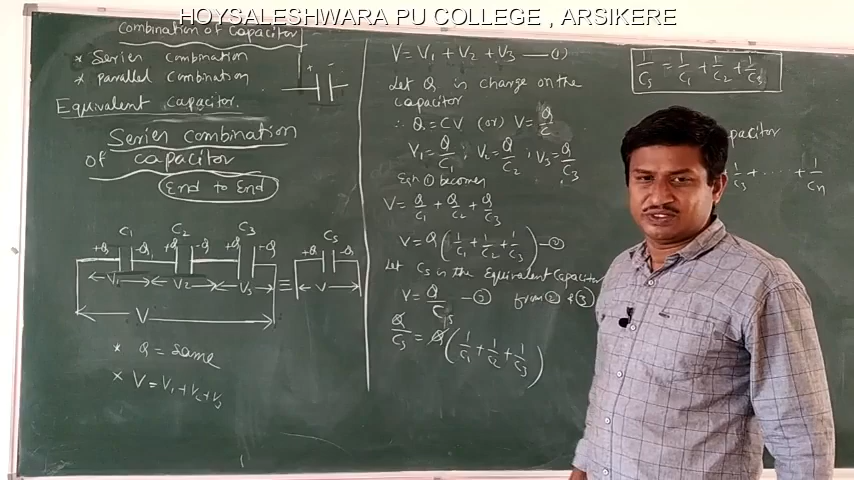 HOYSALESHWARA PU COLLEGE , ARSIKERE
Combination of Capacitor
* Series Combination
* parallel Combination
Equivalent Capacitor.
Series combination
of capacitor
End to End
C1 C2 C3 Cs
+Q -Q +Q -Q +Q -Q +Q -Q
V1 V2 V3 ≡ V
V
* Q = Same
* V = V1 + V2 + V3
V = V1 + V2 + V3 —(1)
Let Q is charge on the
capacitor
∴ Q = CV (or) V = Q/C
V1 = Q/C1 ; V2 = Q/C2 ; V3 = Q/C3
Eqn (1) becomes
V = Q/C1 + Q/C2 + Q/C3
V = Q (1/C1 + 1/C2 + 1/C3) —(2)
Let Cs is the Equivalent Capacitor
V = Q/Cs —(3) from (2) & (3)
Q/Cs = Q (1/C1 + 1/C2 + 1/C3)
1/Cs = 1/C1 + 1/C2 + 1/C3
1/C3 + .... + 1/Cn